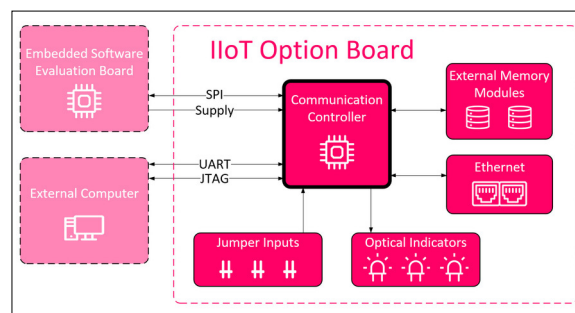 IIoT Option Board
Embedded Software
Evaluation Board
SPI
Supply
Communication
Controller
External Memory
Modules
UART
JTAG
External Computer
Ethernet
Jumper Inputs
Optical Indicators